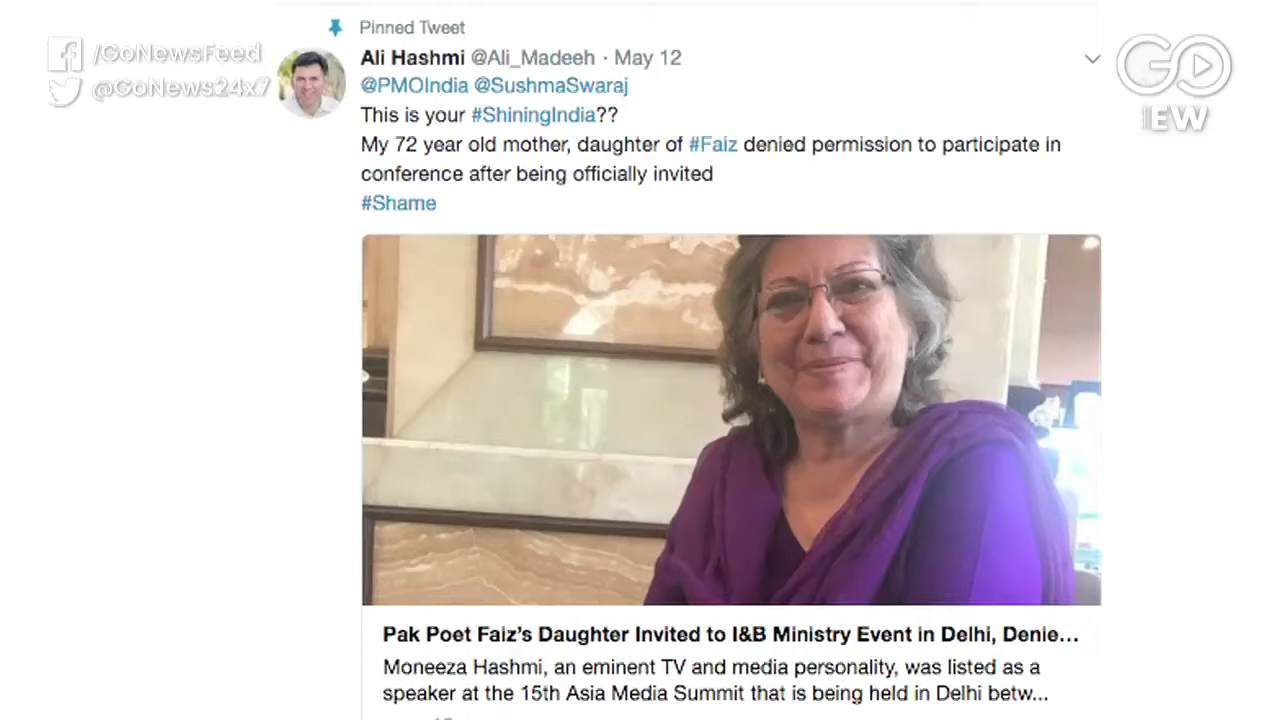 Pinned Tweet
/GoNewsFeed
@GoNews24x7
Ali Hashmi @Ali_Madeeh · May 12
@PMOIndia @SushmaSwaraj
This is your #ShiningIndia??
My 72 year old mother, daughter of #Faiz denied permission to participate in
conference after being officially invited
#Shame
GO
Pak Poet Faiz's Daughter Invited to I&B Ministry Event in Delhi, Denie...
Moneeza Hashmi, an eminent TV and media personality, was listed as a
speaker at the 15th Asia Media Summit that is being held in Delhi betw...